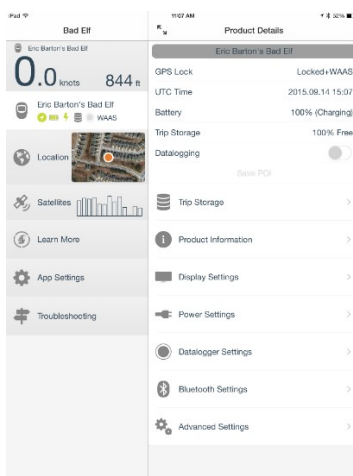 iPad
11:07 AM
32%
Bad Elf
Product Details
Eric Barton's Bad Elf
0.0 knots 844 ft
Eric Barton's Bad Elf
WAAS
Location
Satellites
Learn More
App Settings
Troubleshooting
Eric Barton's Bad Elf
GPS Lock Locked+WAAS
UTC Time 2015.08.14 15:07
Battery 100% (Charging)
Trip Storage 100% Free
Datalogging
Save POI
Trip Storage
Product Information
Display Settings
Power Settings
Datalogger Settings
Bluetooth Settings
Advanced Settings